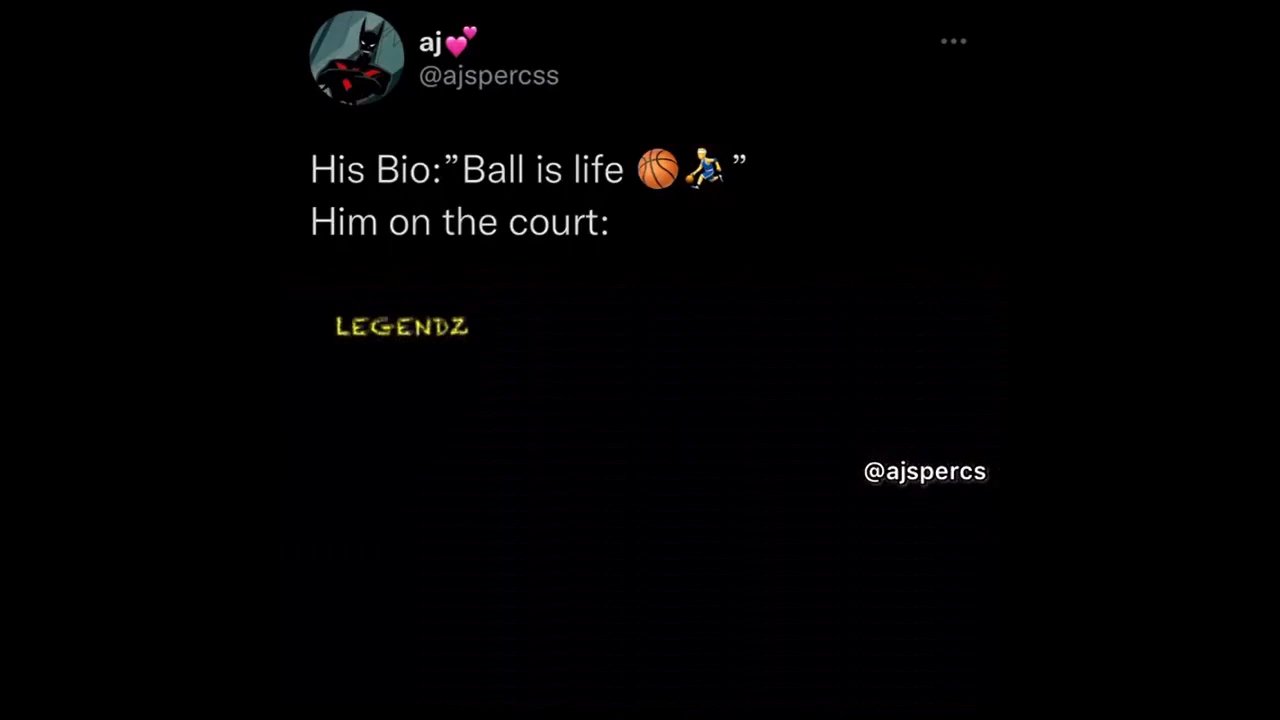 aj💕
@ajspercss
His Bio:”Ball is life 🏀⛹️”
Him on the court:
LEGENDZ
@ajspercs